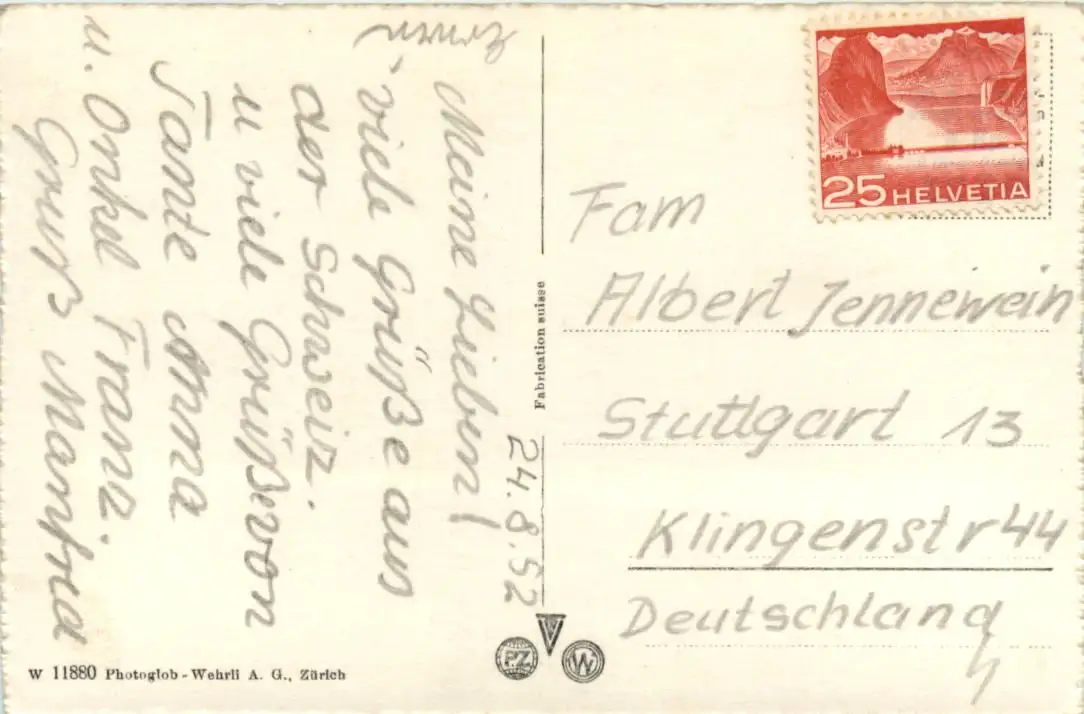 24.8.52
Meine Lieben!
viele Grüße aus
der Schweiz.
u viele Grüße von
Tante Anna
u. Onkel Franz
Gruß Manfred
25 HELVETIA
Fam
Albert Jennewein
Stuttgart 13
Klingenstr 44
Deutschland
Fabrication suisse
PZ
W
W 11880 Photoglob-Wehrli A. G., Zürich